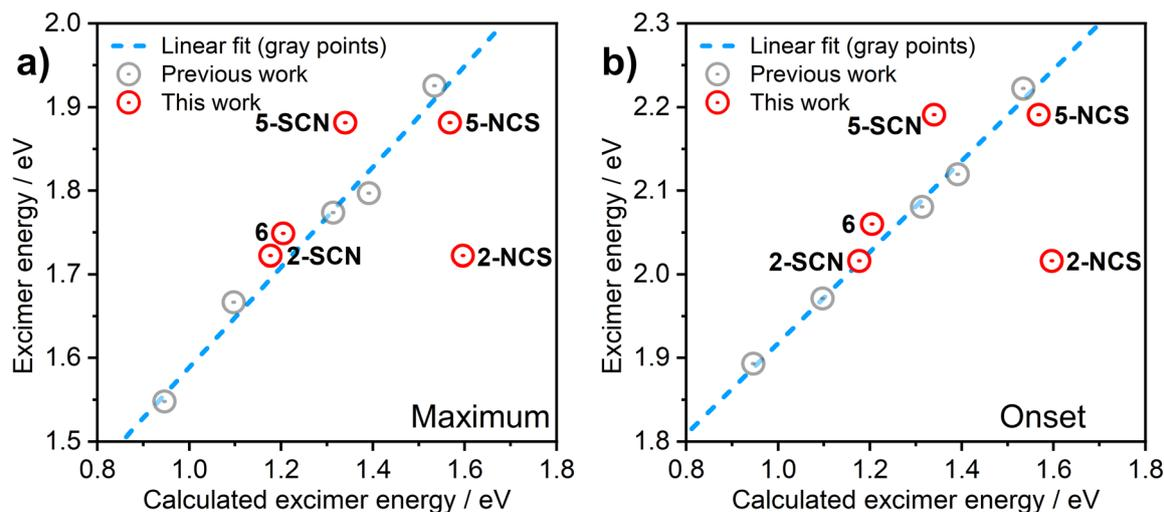 a)
Linear fit (gray points)
Previous work
This work
5-SCN
5-NCS
6
2-SCN
2-NCS
Maximum
2.0
1.9
1.8
1.7
1.6
1.5
0.8 1.0 1.2 1.4 1.6 1.8
Excimer energy / eV
Calculated excimer energy / eV
b)
Linear fit (gray points)
Previous work
This work
5-SCN
5-NCS
6
2-SCN
2-NCS
Onset
2.3
2.2
2.1
2.0
1.9
1.8
0.8 1.0 1.2 1.4 1.6 1.8
Excimer energy / eV
Calculated excimer energy / eV